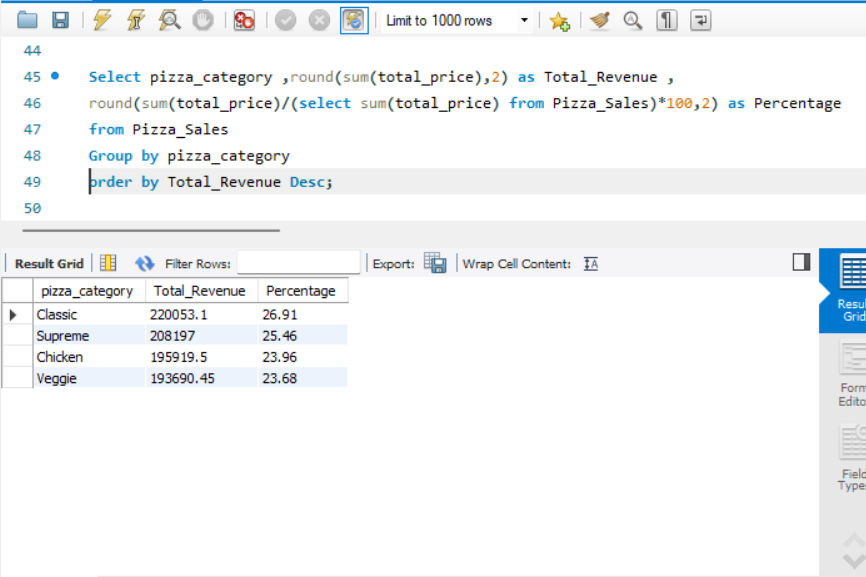 Limit to 1000 rows
44
45 Select pizza_category ,round(sum(total_price),2) as Total_Revenue ,
46 round(sum(total_price)/(select sum(total_price) from Pizza_Sales)*100,2) as Percentage
47 from Pizza_Sales
48 Group by pizza_category
49 order by Total_Revenue Desc;
50
Result Grid Filter Rows: Export: Wrap Cell Content:
pizza_category Total_Revenue Percentage
Classic 220053.1 26.91
Supreme 208197 25.46
Chicken 195919.5 23.96
Veggie 193690.45 23.68
Resul
Grid
Form
Edito
Field
Types